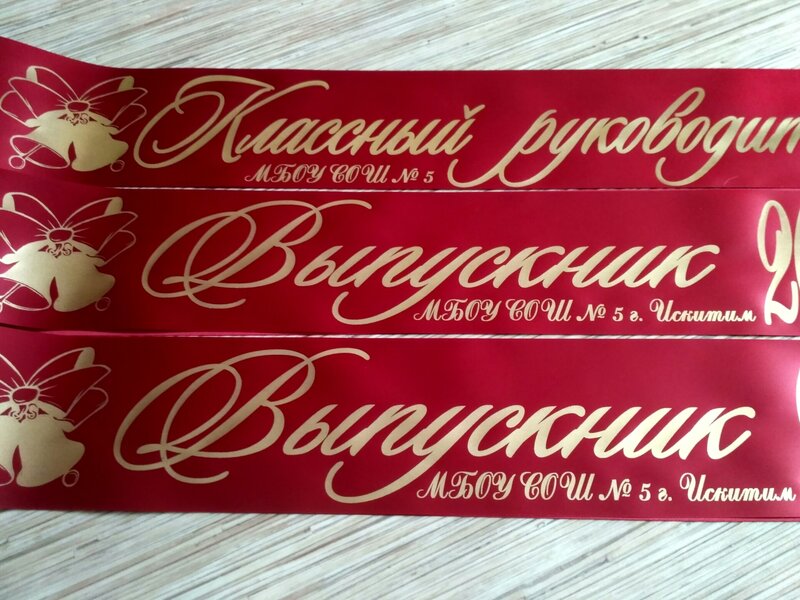 Классный руководит
МБОУ СОШ № 5
Выпускник
МБОУ СОШ № 5 г. Искитим
Выпускник
МБОУ СОШ № 5 г. Искитим